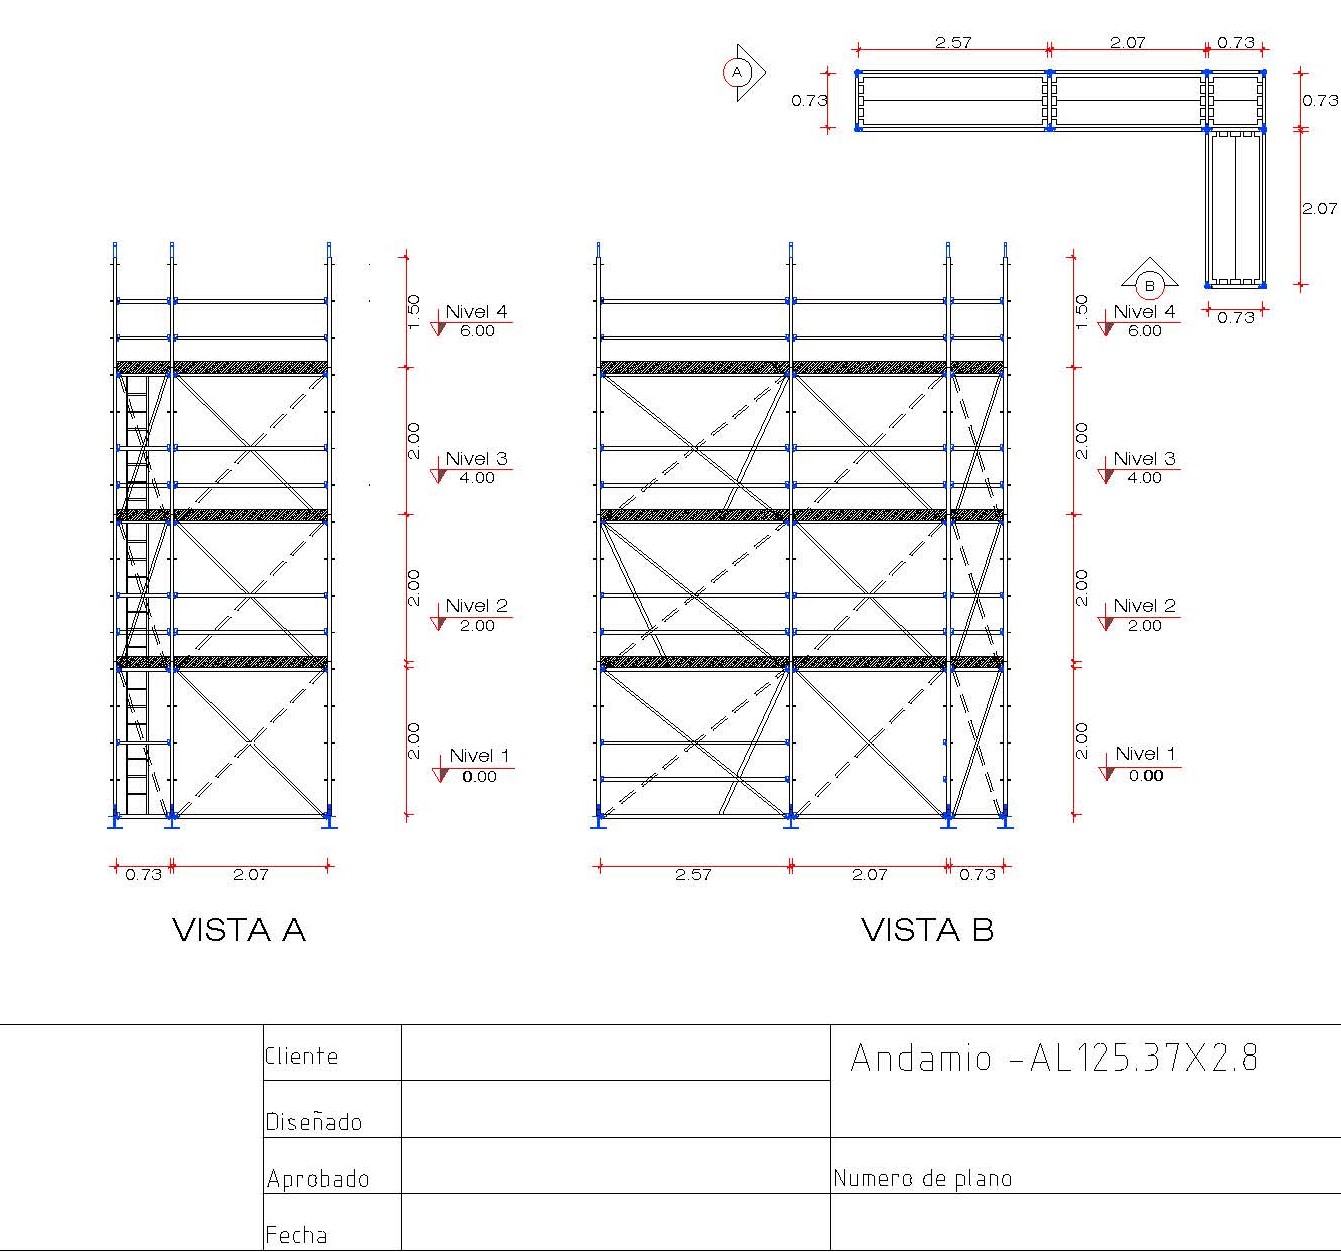 2.57 2.07 0.73
A
0.73 0.73
2.07
B
0.73
1.50 Nivel 4
6.00
2.00 Nivel 3
4.00
2.00 Nivel 2
2.00
2.00 Nivel 1
0.00
0.73 2.07
VISTA A
1.50 Nivel 4
6.00
2.00 Nivel 3
4.00
2.00 Nivel 2
2.00
2.00 Nivel 1
0.00
2.57 2.07 0.73
VISTA B
Cliente
Diseñado
Aprobado
Fecha
Andamio -AL125.37X2.8
Numero de plano